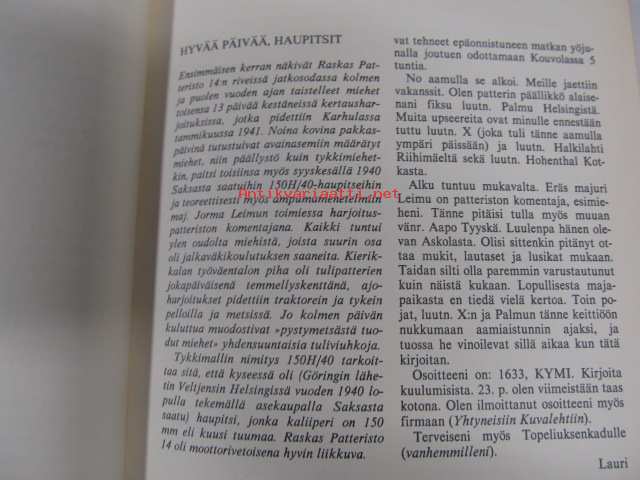 HYVÄÄ PÄIVÄÄ, HAUPITSIT
Ensimmäisen kerran näkivät Raskas Pat-
teristo 14:n riveissä jatkosodassa kolmen
ja puolen vuoden ajan taistelleet miehet
toisensa 13 päivää kestäneissä kertaushar-
joituksissa, jotka pidettiin Karhulassa
tammikuussa 1941. Noina kovina pakkas-
päivinä tutustuivat avainasemiin määrätyt
miehet, niin päällystö kuin tykkimiehet-
kin, paitsi toisiinsa myös syyskesällä 1940
Saksasta saatuihin 150H/40-haupitseihin
ja teoreettisesti myös ampumamenetelmiin
maj. Jorma Leimun toimiessa harjoitus-
patteriston komentajana. Kaikki tuntui
ylen oudolta miehistä, joista suurin osa
oli jalkaväkikoulutuksen saaneita. Kierik-
kalan työväentalon piha oli tulipatterien
jokapäiväisenä temmellyskenttänä, ajo-
harjoitukset pidettiin traktorein ja tykein
pelloilla ja metsissä. Jo kolmen päivän
kuluttua muodostivat »pystymetsästä tuo-
dut miehet» yhdensuuntaisia tuliviuhkoja.
Tykkimallin nimitys 150H/40 tarkoit-
taa sitä, että kyseessä oli (Göringin lähe-
tin Veltjensin Helsingissä vuoden 1940 lo-
pulla tekemällä asekaupalla Saksasta
saatu) haupitsi, jonka kaliiperi on 150
mm eli kuusi tuumaa. Raskas Patteristo
14 oli moottorivetoisena hyvin liikkuva.
vat tehneet epäonnistuneen matkan yöju-
nalla joutuen odottamaan Kouvolassa 5
tuntia.
No aamulla se alkoi. Meille jaettiin
vakanssit. Olen patterin päällikkö alaise-
nani fiksu luutn. Palmu Helsingistä.
Muita upseereita ovat minulle ennestään
tuttu luutn. X (joka tuli tänne aamulla
ympäri päissään) ja luutn. Halkilahti
Riihimäeltä sekä luutn. Hohenthal Kot-
kasta.
Alku tuntuu mukavalta. Eräs majuri
Leimu on patteriston komentaja, esimie-
heni. Tänne pitäisi tulla myös muuan
vänr. Aapo Tyyskä. Luulenpa hänen ole-
van Askolasta. Olisi sittenkin pitänyt ot-
taa mukit, lautaset ja lusikat mukaan.
Taidan silti olla paremmin varustautunut
kuin näistä kukaan. Lopullisesta maja-
paikasta en tiedä vielä kertoa. Toin po-
jat, luutn. X:n ja Palmun tänne keittiöön
nukkumaan aamiaistunnin ajaksi, ja
tuossa he vinoilevat sillä aikaa kun tätä
kirjoitan.
Osoitteeni on: 1633, KYMI. Kirjoita
kuulumisista. 23. p. olen viimeistään taas
kotona. Olen ilmoittanut osoitteeni myös
firmaan (Yhtyneisiin Kuvalehtiin).
Terveiseni myös Topeliuksenkadulle
(vanhemmilleni).
Lauri
Antikvariaatti.net